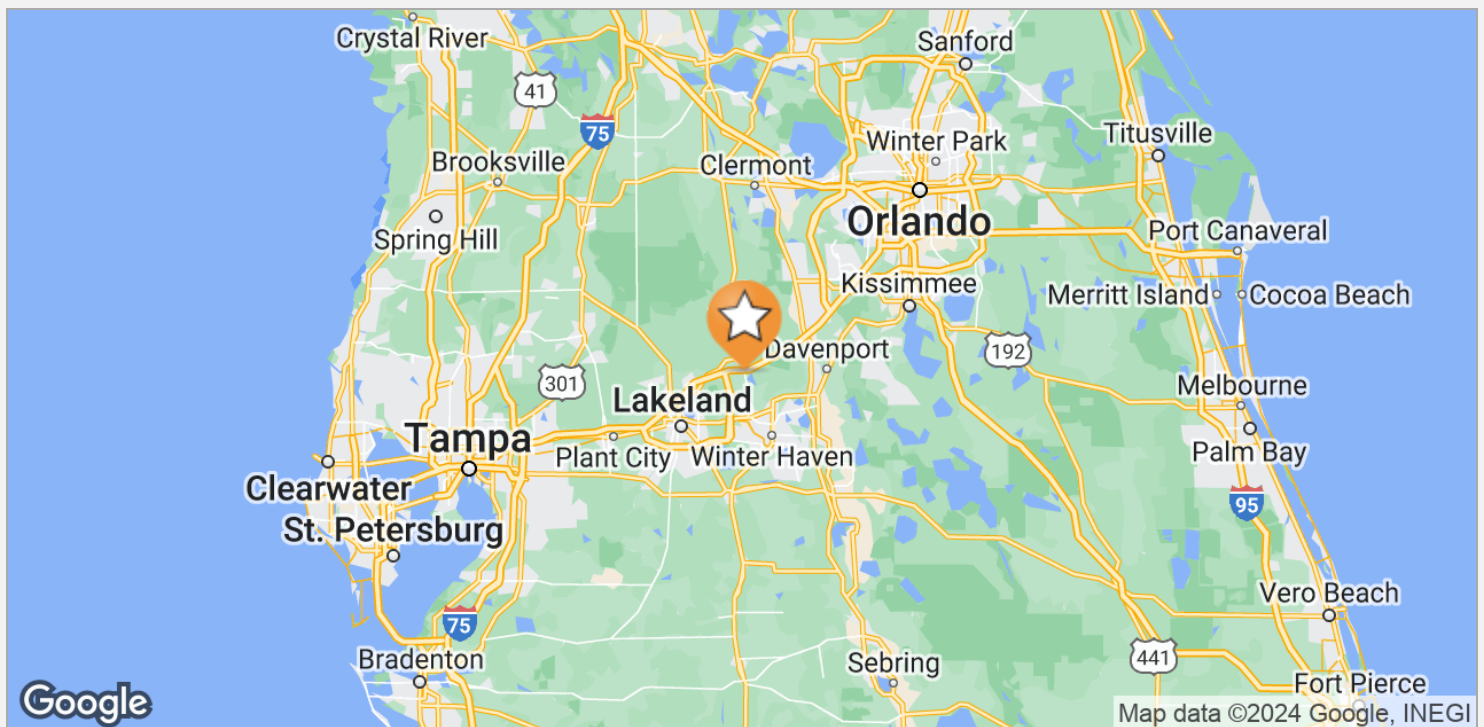 Crystal River
Sanford
41
75
Winter Park
Titusville
Brooksville
Clermont
Orlando
Spring Hill
Port Canaveral
Kissimmee
Merritt Island
Cocoa Beach
Davenport
192
301
Melbourne
Lakeland
Tampa
Plant City
Winter Haven
Palm Bay
Clearwater
95
St. Petersburg
Vero Beach
75
Bradenton
Sebring
441
Fort Pierce
Google
Map data ©2024 Google, INEGI